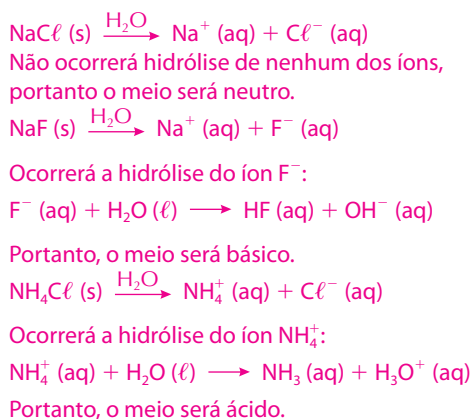 NaCℓ (s) H₂O⟶ Na⁺ (aq) + Cℓ⁻ (aq)
Não ocorrerá hidrólise de nenhum dos íons,
portanto o meio será neutro.
NaF (s) H₂O⟶ Na⁺ (aq) + F⁻ (aq)
Ocorrerá a hidrólise do íon F⁻:
F⁻ (aq) + H₂O (ℓ) ⟶ HF (aq) + OH⁻ (aq)
Portanto, o meio será básico.
NH₄Cℓ (s) H₂O⟶ NH₄⁺ (aq) + Cℓ⁻ (aq)
Ocorrerá a hidrólise do íon NH₄⁺:
NH₄⁺ (aq) + H₂O (ℓ) ⟶ NH₃ (aq) + H₃O⁺ (aq)
Portanto, o meio será ácido.